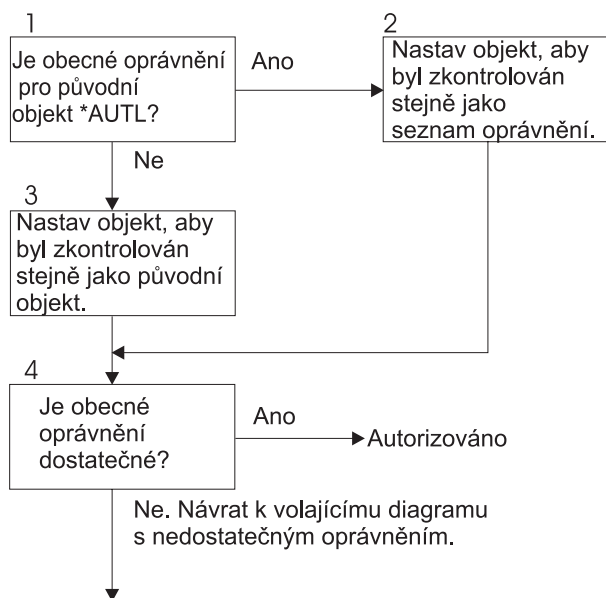 1
Je obecné oprávnění
pro původní
objekt *AUTL?
Ano
2
Nastav objekt, aby
byl zkontrolován
stejně jako
seznam oprávnění.
Ne
3
Nastav objekt, aby
byl zkontrolován
stejně jako původní
objekt.
4
Je obecné
oprávnění
dostatečné?
Ano
Autorizováno
Ne. Návrat k volajícímu diagramu
s nedostatečným oprávněním.